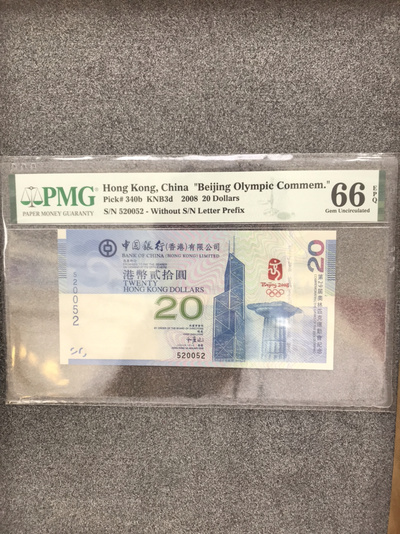 PMG
PAPER MONEY GUARANTY
Hong Kong, China "Beijing Olympic Commem."
Pick# 340b KNB3d 2008 20 Dollars
S/N 520052 - Without S/N Letter Prefix
66 EPQ
Gem Uncirculated
中國銀行(香港)有限公司
BANK OF CHINA (HONG KONG) LIMITED
港幣貳拾圓
TWENTY
HONG KONG DOLLARS
20
520052
520052
20
Beijing 2008